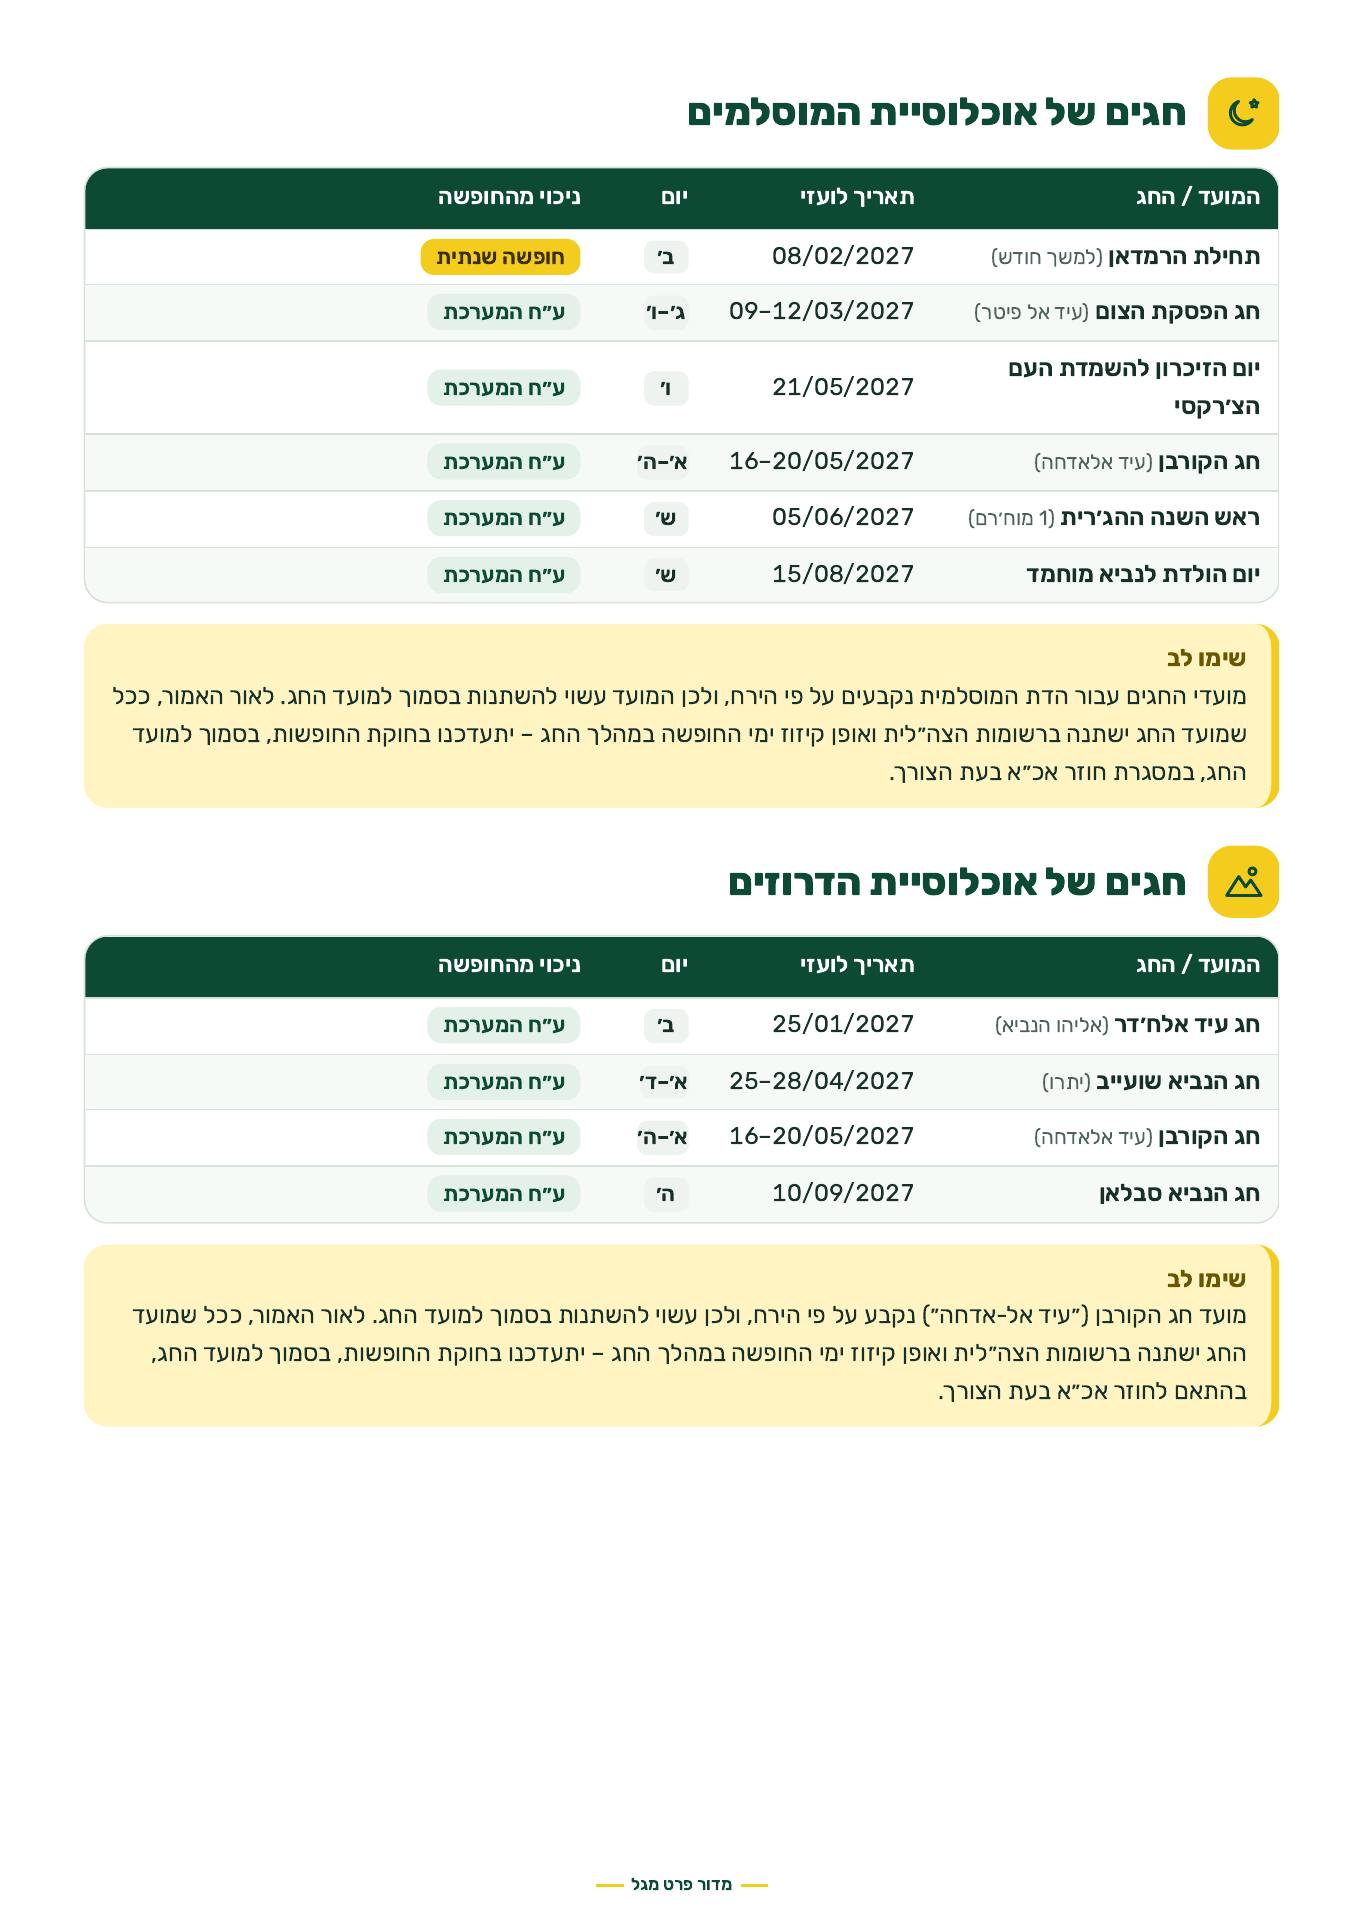 חגים של אוכלוסיית המוסלמים
המועד / החג תאריך לועזי יום ניכוי מהחופשה
תחילת הרמדאן (למשך חודש) 08/02/2027 ב׳ חופשה שנתית
חג הפסקת הצום (עיד אל פיטר) 09–12/03/2027 ג׳–ו׳ ע״ח המערכת
יום הזיכרון להשמדת העם
הצ׳רקסי 21/05/2027 ו׳ ע״ח המערכת
חג הקורבן (עיד אלאדחה) 16–20/05/2027 א׳–ה׳ ע״ח המערכת
ראש השנה ההג׳רית (1 מוח׳רם) 05/06/2027 ש׳ ע״ח המערכת
יום הולדת לנביא מוחמד 15/08/2027 ש׳ ע״ח המערכת
שימו לב
מועדי החגים עבור הדת המוסלמית נקבעים על פי הירח, ולכן המועד עשוי להשתנות בסמוך למועד החג. לאור האמור, ככל
שמועד החג ישתנה ברשומות הצה״לית ואופן קיזוז ימי החופשה במהלך החג – יתעדכנו בחוקת החופשות, בסמוך למועד
החג, במסגרת חוזר אכ״א בעת הצורך.
חגים של אוכלוסיית הדרוזים
המועד / החג תאריך לועזי יום ניכוי מהחופשה
חג עיד אלח׳דר (אליהו הנביא) 25/01/2027 ב׳ ע״ח המערכת
חג הנביא שועייב (יתרו) 25–28/04/2027 א׳–ד׳ ע״ח המערכת
חג הקורבן (עיד אלאדחה) 16–20/05/2027 א׳–ה׳ ע״ח המערכת
חג הנביא סבלאן 10/09/2027 ה׳ ע״ח המערכת
שימו לב
מועד חג הקורבן (״עיד אל-אדחה״) נקבע על פי הירח, ולכן עשוי להשתנות בסמוך למועד החג. לאור האמור, ככל שמועד
החג ישתנה ברשומות הצה״לית ואופן קיזוז ימי החופשה במהלך החג – יתעדכנו בחוקת החופשות, בסמוך למועד החג,
בהתאם לחוזר אכ״א בעת הצורך.
מדור פרט מגל